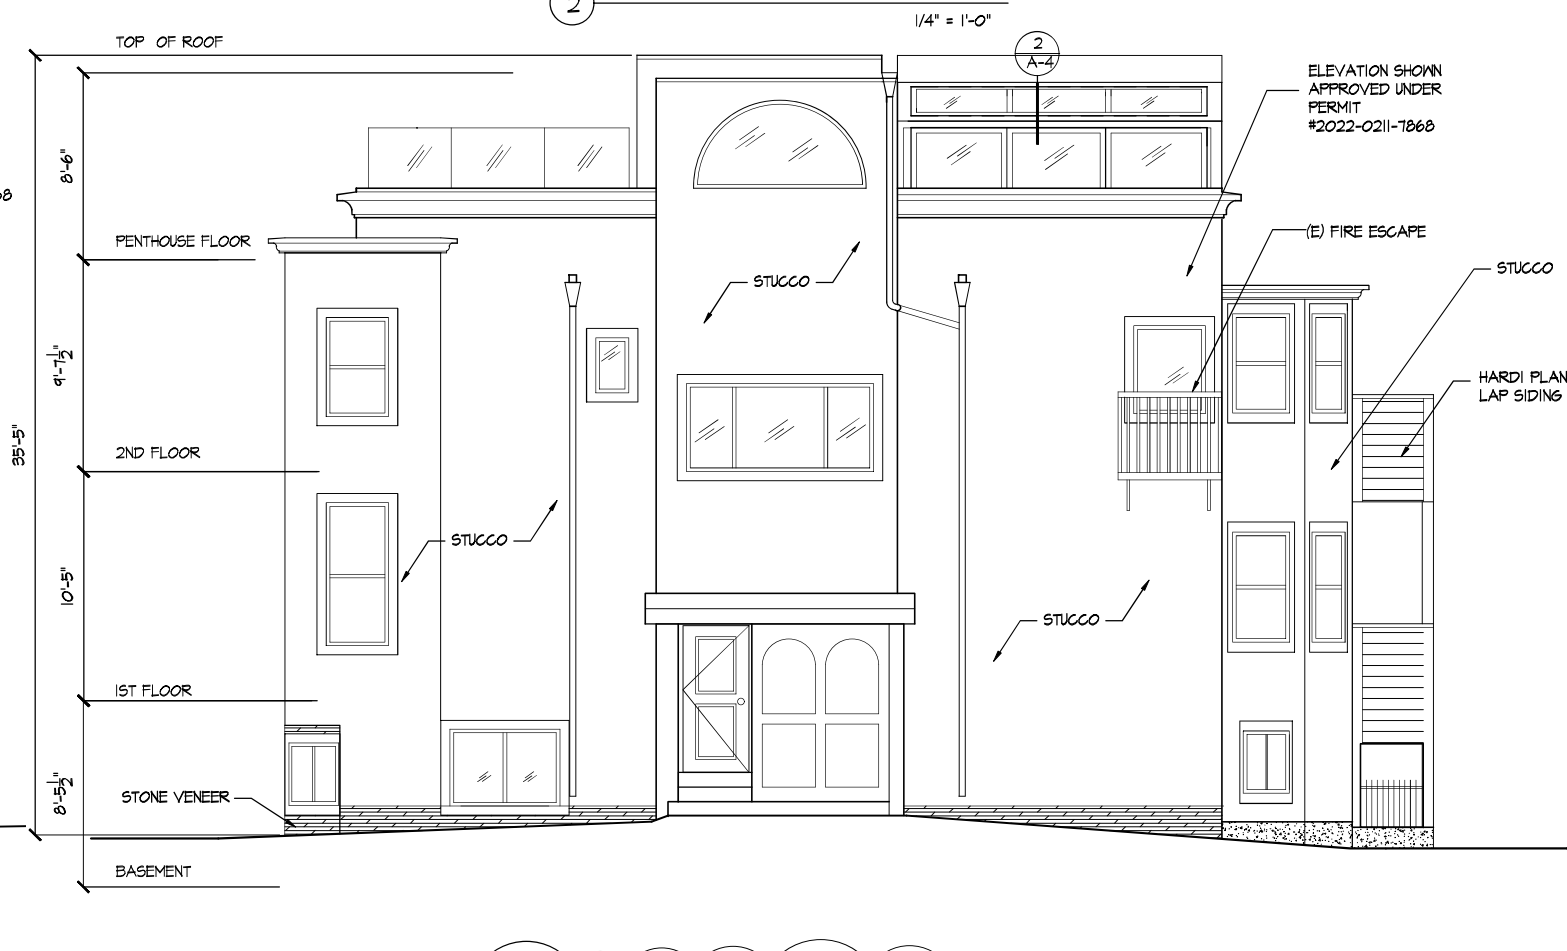 2
1/4" = 1'-0"
TOP OF ROOF
2
A-4
ELEVATION SHOWN
APPROVED UNDER
PERMIT
#2022-0211-7868
8'-6"
PENTHOUSE FLOOR
(E) FIRE ESCAPE
STUCCO
STUCCO
9'-7 1/2"
HARDI PLAN
LAP SIDING
35'-5"
2ND FLOOR
STUCCO
10'-5"
STUCCO
1ST FLOOR
8'-5 1/2"
STONE VENEER
BASEMENT